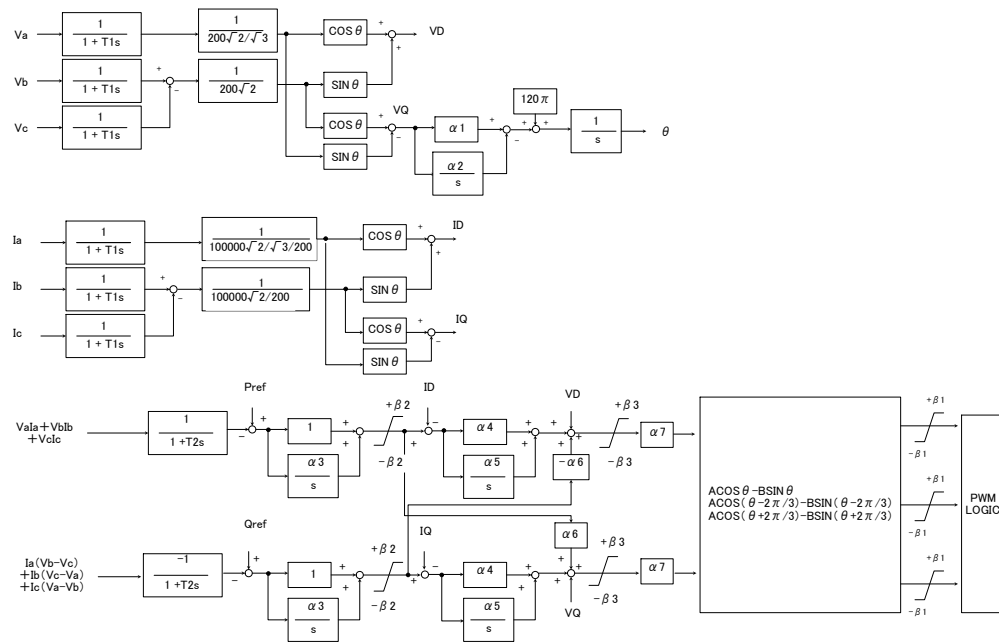 Va 1 / 1 + T1s 1 / 200√2/√3 COS θ + + VD
Vb 1 / 1 + T1s + − 1 / 200√2 SIN θ
Vc 1 / 1 + T1s COS θ + − VQ
SIN θ α1 + − 120π + + 1 / s θ
α2 / s
Ia 1 / 1 + T1s 1 / 100000√2/√3/200 COS θ + + ID
Ib 1 / 1 + T1s + − 1 / 100000√2/200 SIN θ
Ic 1 / 1 + T1s COS θ + − IQ
SIN θ
Pref ID VD
VaIa+VbIb
+VcIc
1 / 1 +T2s + − 1 + + +β2 −β2 − + α4 + + + + + +β3 −β3 α7
α3 / s α5 / s −α6
ACOS θ−BSIN θ
ACOS(θ−2π/3)−BSIN(θ−2π/3)
ACOS(θ+2π/3)−BSIN(θ+2π/3)
+β1 −β1
+β1 −β1
+β1 −β1
PWM
LOGIC
Qref IQ α6
Ia(Vb−Vc)
+Ib(Vc−Va)
+Ic(Va−Vb)
−1 / 1 +T2s + − 1 + + +β2 −β2 − + α4 + + + + + +β3 −β3 α7
α3 / s α5 / s VQ